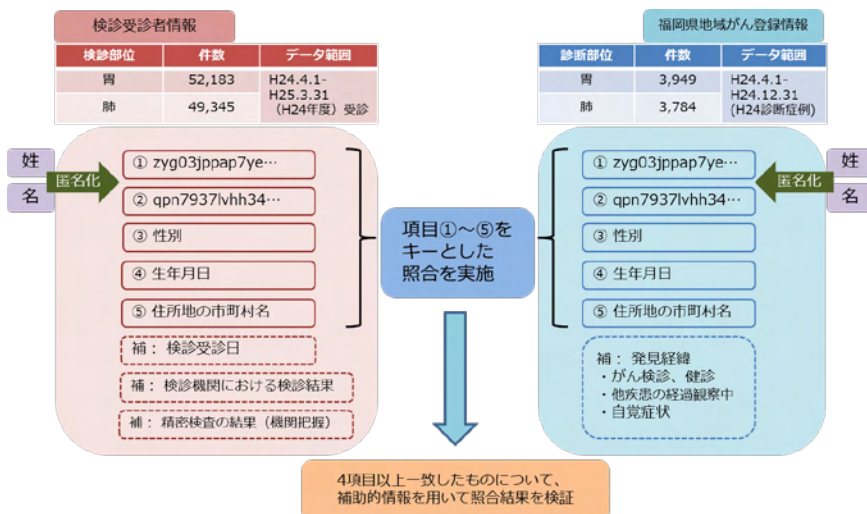 検診受診者情報
検診部位 件数 データ範囲
胃 52,183 H24.4.1-
H25.3.31
肺 49,345 （H24年度）受診
福岡県地域がん登録情報
診断部位 件数 データ範囲
胃 3,949 H24.4.1-
H24.12.31
肺 3,784 (H24診断症例)
姓
名
匿名化
① zyg03jppap7ye…
② qpn7937lvhh34…
③ 性別
④ 生年月日
⑤ 住所地の市町村名
補： 検診受診日
補： 検診機関における検診結果
補： 精密検査の結果（機関把握）
項目①～⑤を
キーとした
照合を実施
① zyg03jppap7ye…
② qpn7937lvhh34…
③ 性別
④ 生年月日
⑤ 住所地の市町村名
補： 発見経緯
・がん検診、健診
・他疾患の経過観察中
・自覚症状
匿名化
姓
名
4項目以上一致したものについて、
補助的情報を用いて照合結果を検証